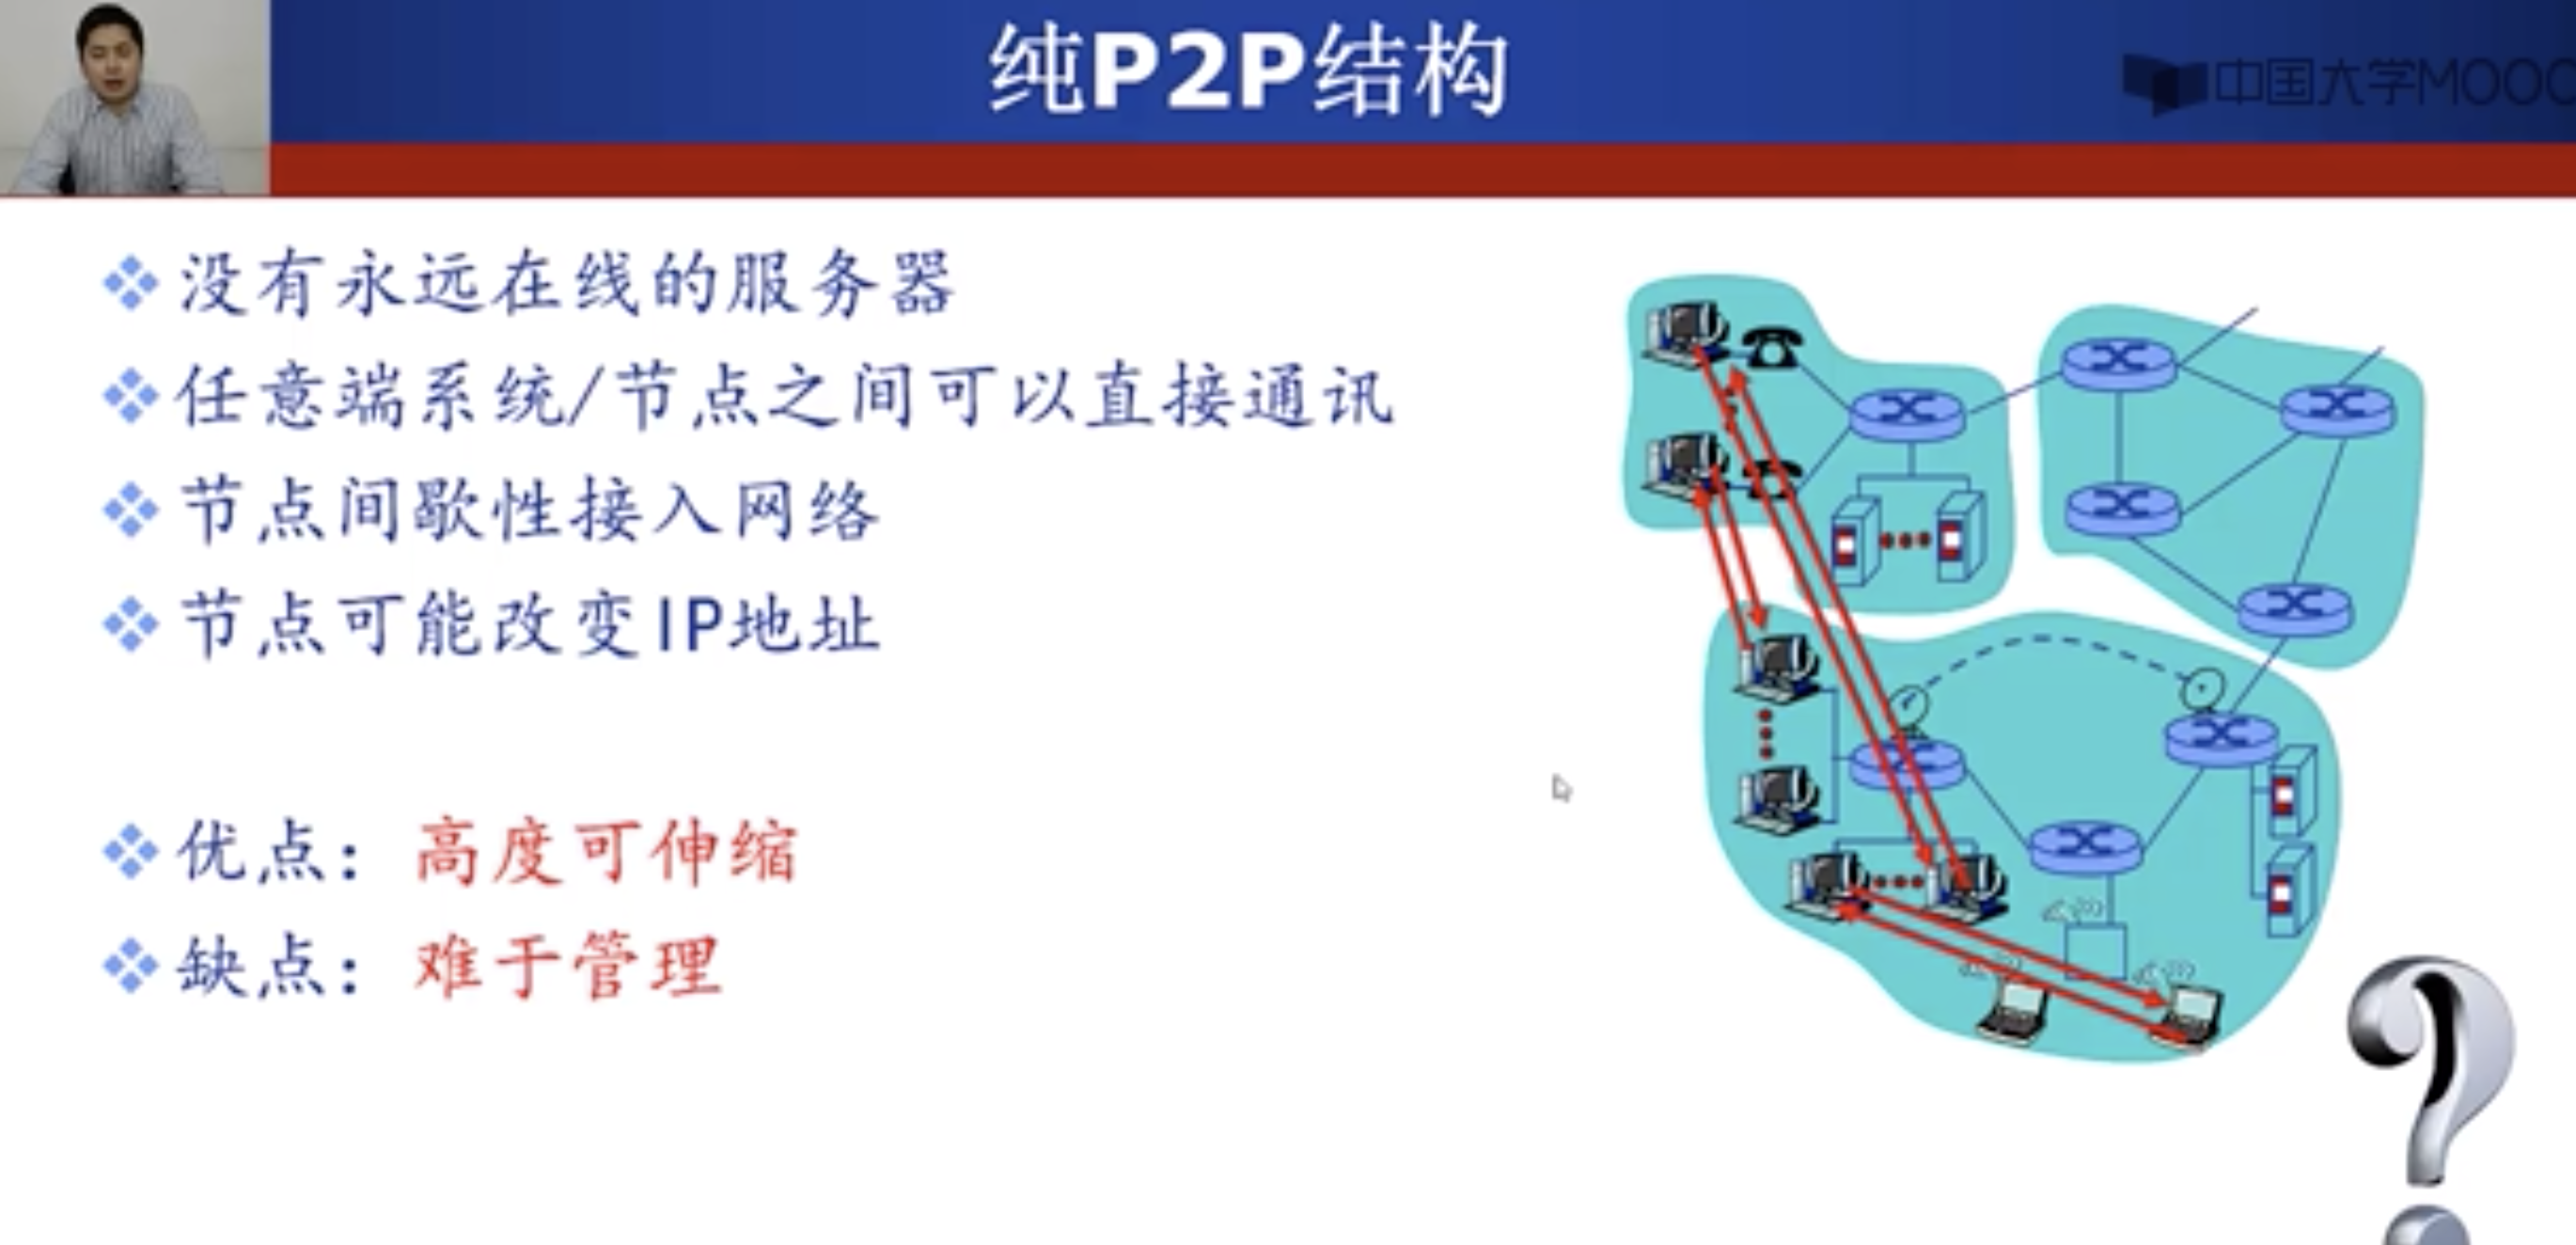 纯P2P结构
中国大学MOOC
没有永远在线的服务器
任意端系统/节点之间可以直接通讯
节点间歇性接入网络
节点可能改变IP地址
优点：高度可伸缩
缺点：难于管理
?